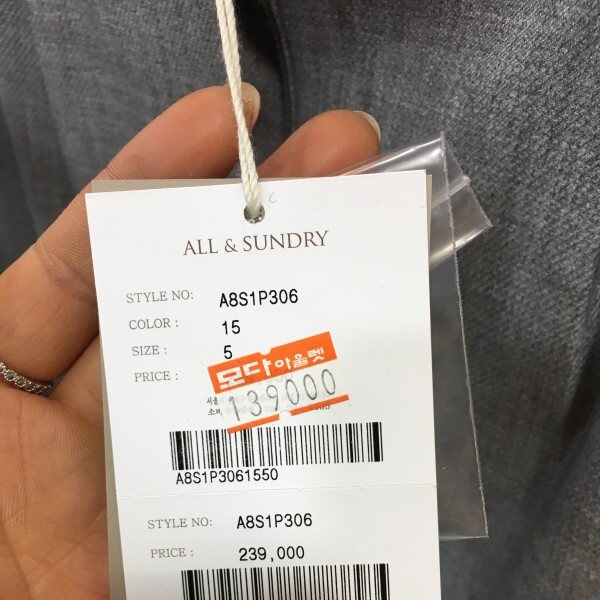 ALL & SUNDRY
STYLE NO: A8S1P306
COLOR : 15
SIZE : 5
PRICE :
모다아울렛
139000
A8S1P3061550
STYLE NO: A8S1P306
PRICE : 239,000